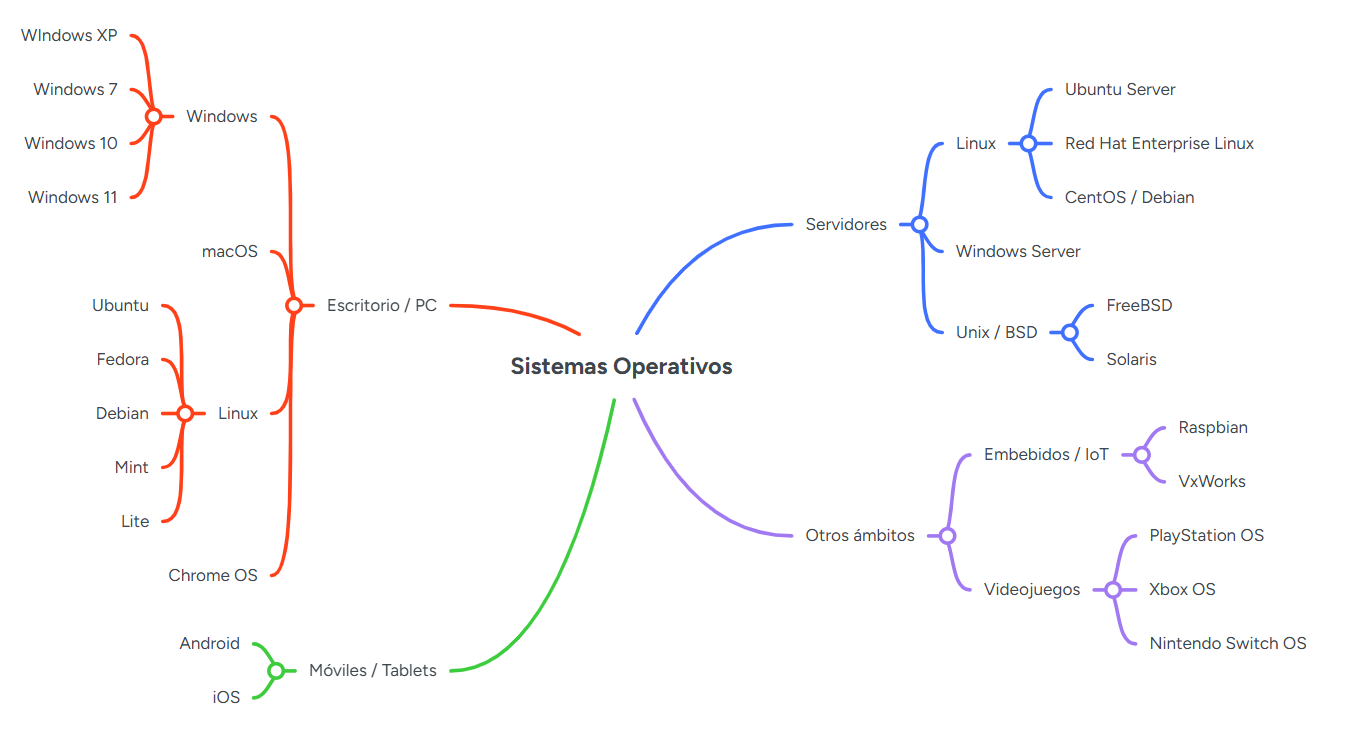 Sistemas Operativos
Escritorio / PC
Windows
WIndows XP
Windows 7
Windows 10
Windows 11
macOS
Linux
Ubuntu
Fedora
Debian
Mint
Lite
Chrome OS
Móviles / Tablets
Android
iOS
Servidores
Linux
Ubuntu Server
Red Hat Enterprise Linux
CentOS / Debian
Windows Server
Unix / BSD
FreeBSD
Solaris
Otros ámbitos
Embebidos / IoT
Raspbian
VxWorks
Videojuegos
PlayStation OS
Xbox OS
Nintendo Switch OS